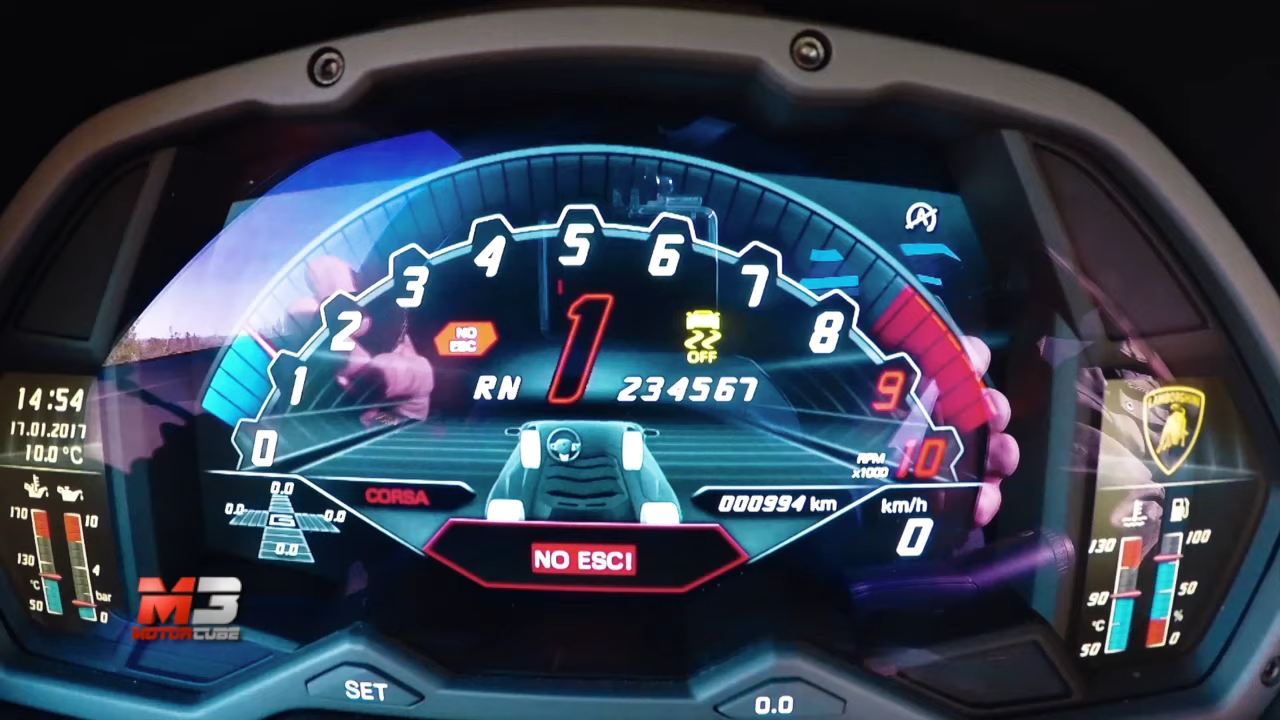 5
4
6
3
7
2
8
1
9
0
10
NO
ESC
1
OFF
RN
234567
RPM
x1000
14:54
17.01.2017
10.0 °C
170
130
°C
50
10
4
bar
0
0.0
0.0
G
0.0
0.0
CORSA
000994 km
km/h
0
NO ESC!
LAMBORGHINI
130
90
°C
50
100
50
%
0
M3
MOTORCUBE
SET
0.0